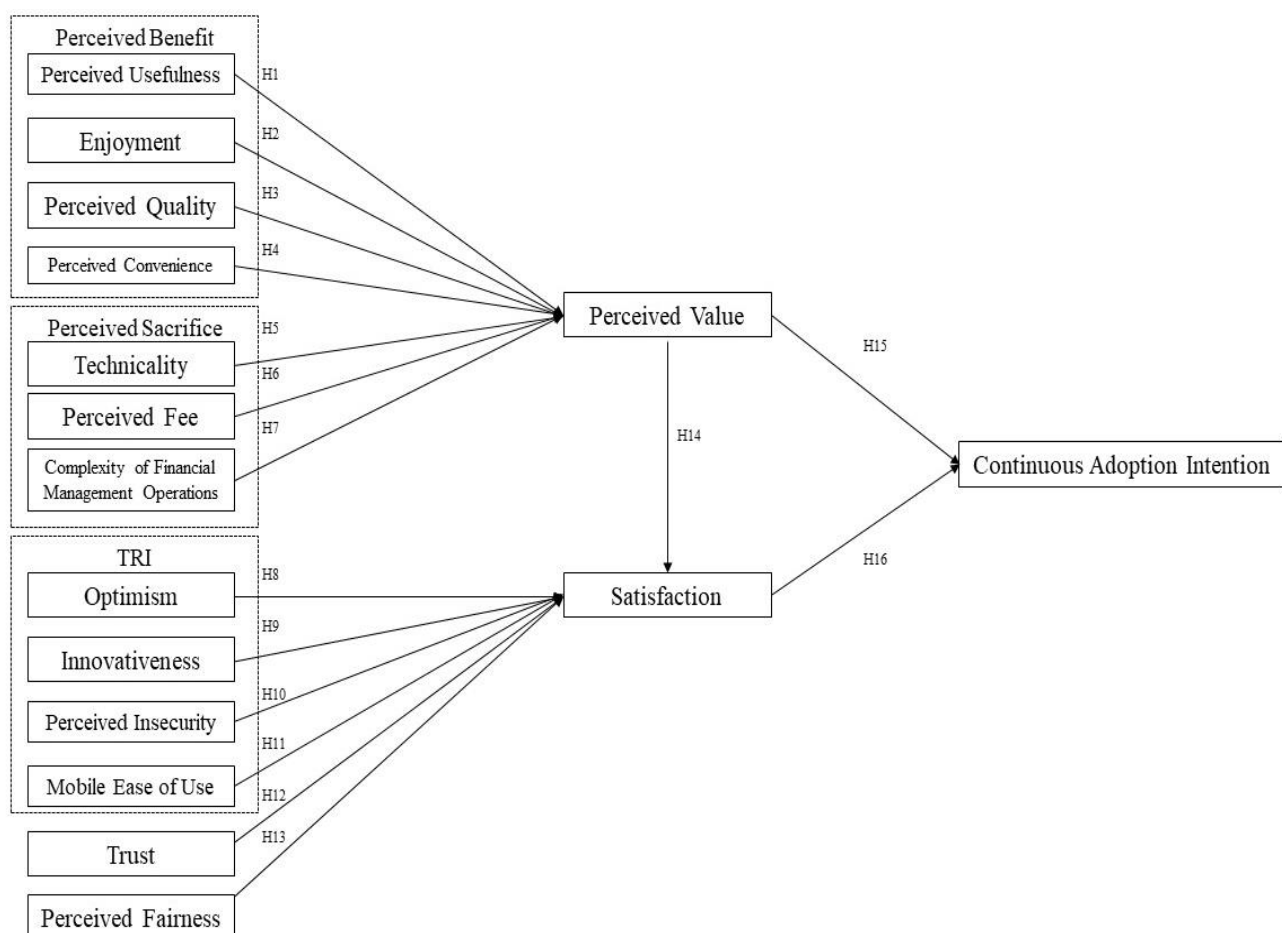 Perceived Benefit
Perceived Usefulness
H1
Enjoyment
H2
Perceived Quality
H3
Perceived Convenience
H4
Perceived Sacrifice
Technicality
H5
Perceived Fee
H6
Complexity of Financial
Management Operations
H7
TRI
Optimism
H8
Innovativeness
H9
Perceived Insecurity
H10
Mobile Ease of Use
H11
H12
Trust
H13
Perceived Fairness
Perceived Value
H14
Satisfaction
H15
H16
Continuous Adoption Intention